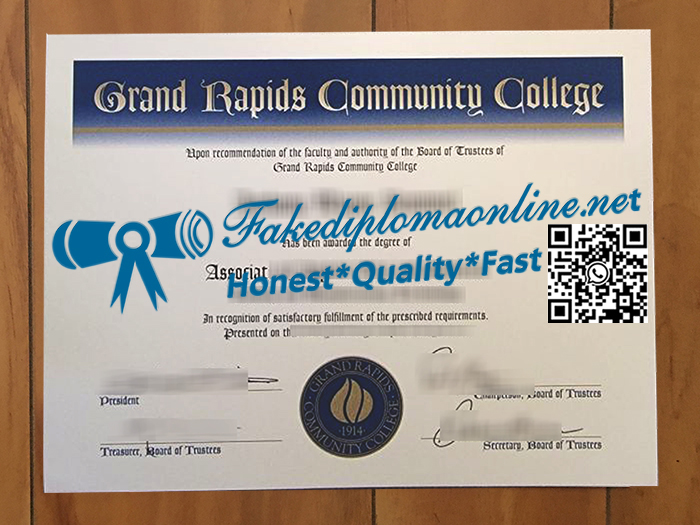 Grand Rapids Community College
Upon recommendation of the faculty and authority of the Board of Trustees of
Grand Rapids Community College
Fakediplomaonline.net
Has been awarded the degree of
Associat
Honest*Quality*Fast
In recognition of satisfactory fulfillment of the prescribed requirements.
Presented on th
President
Chairperson, Board of Trustees
GRAND RAPIDS
COMMUNITY COLLEGE
·1914·
Treasurer, Board of Trustees
Secretary, Board of Trustees